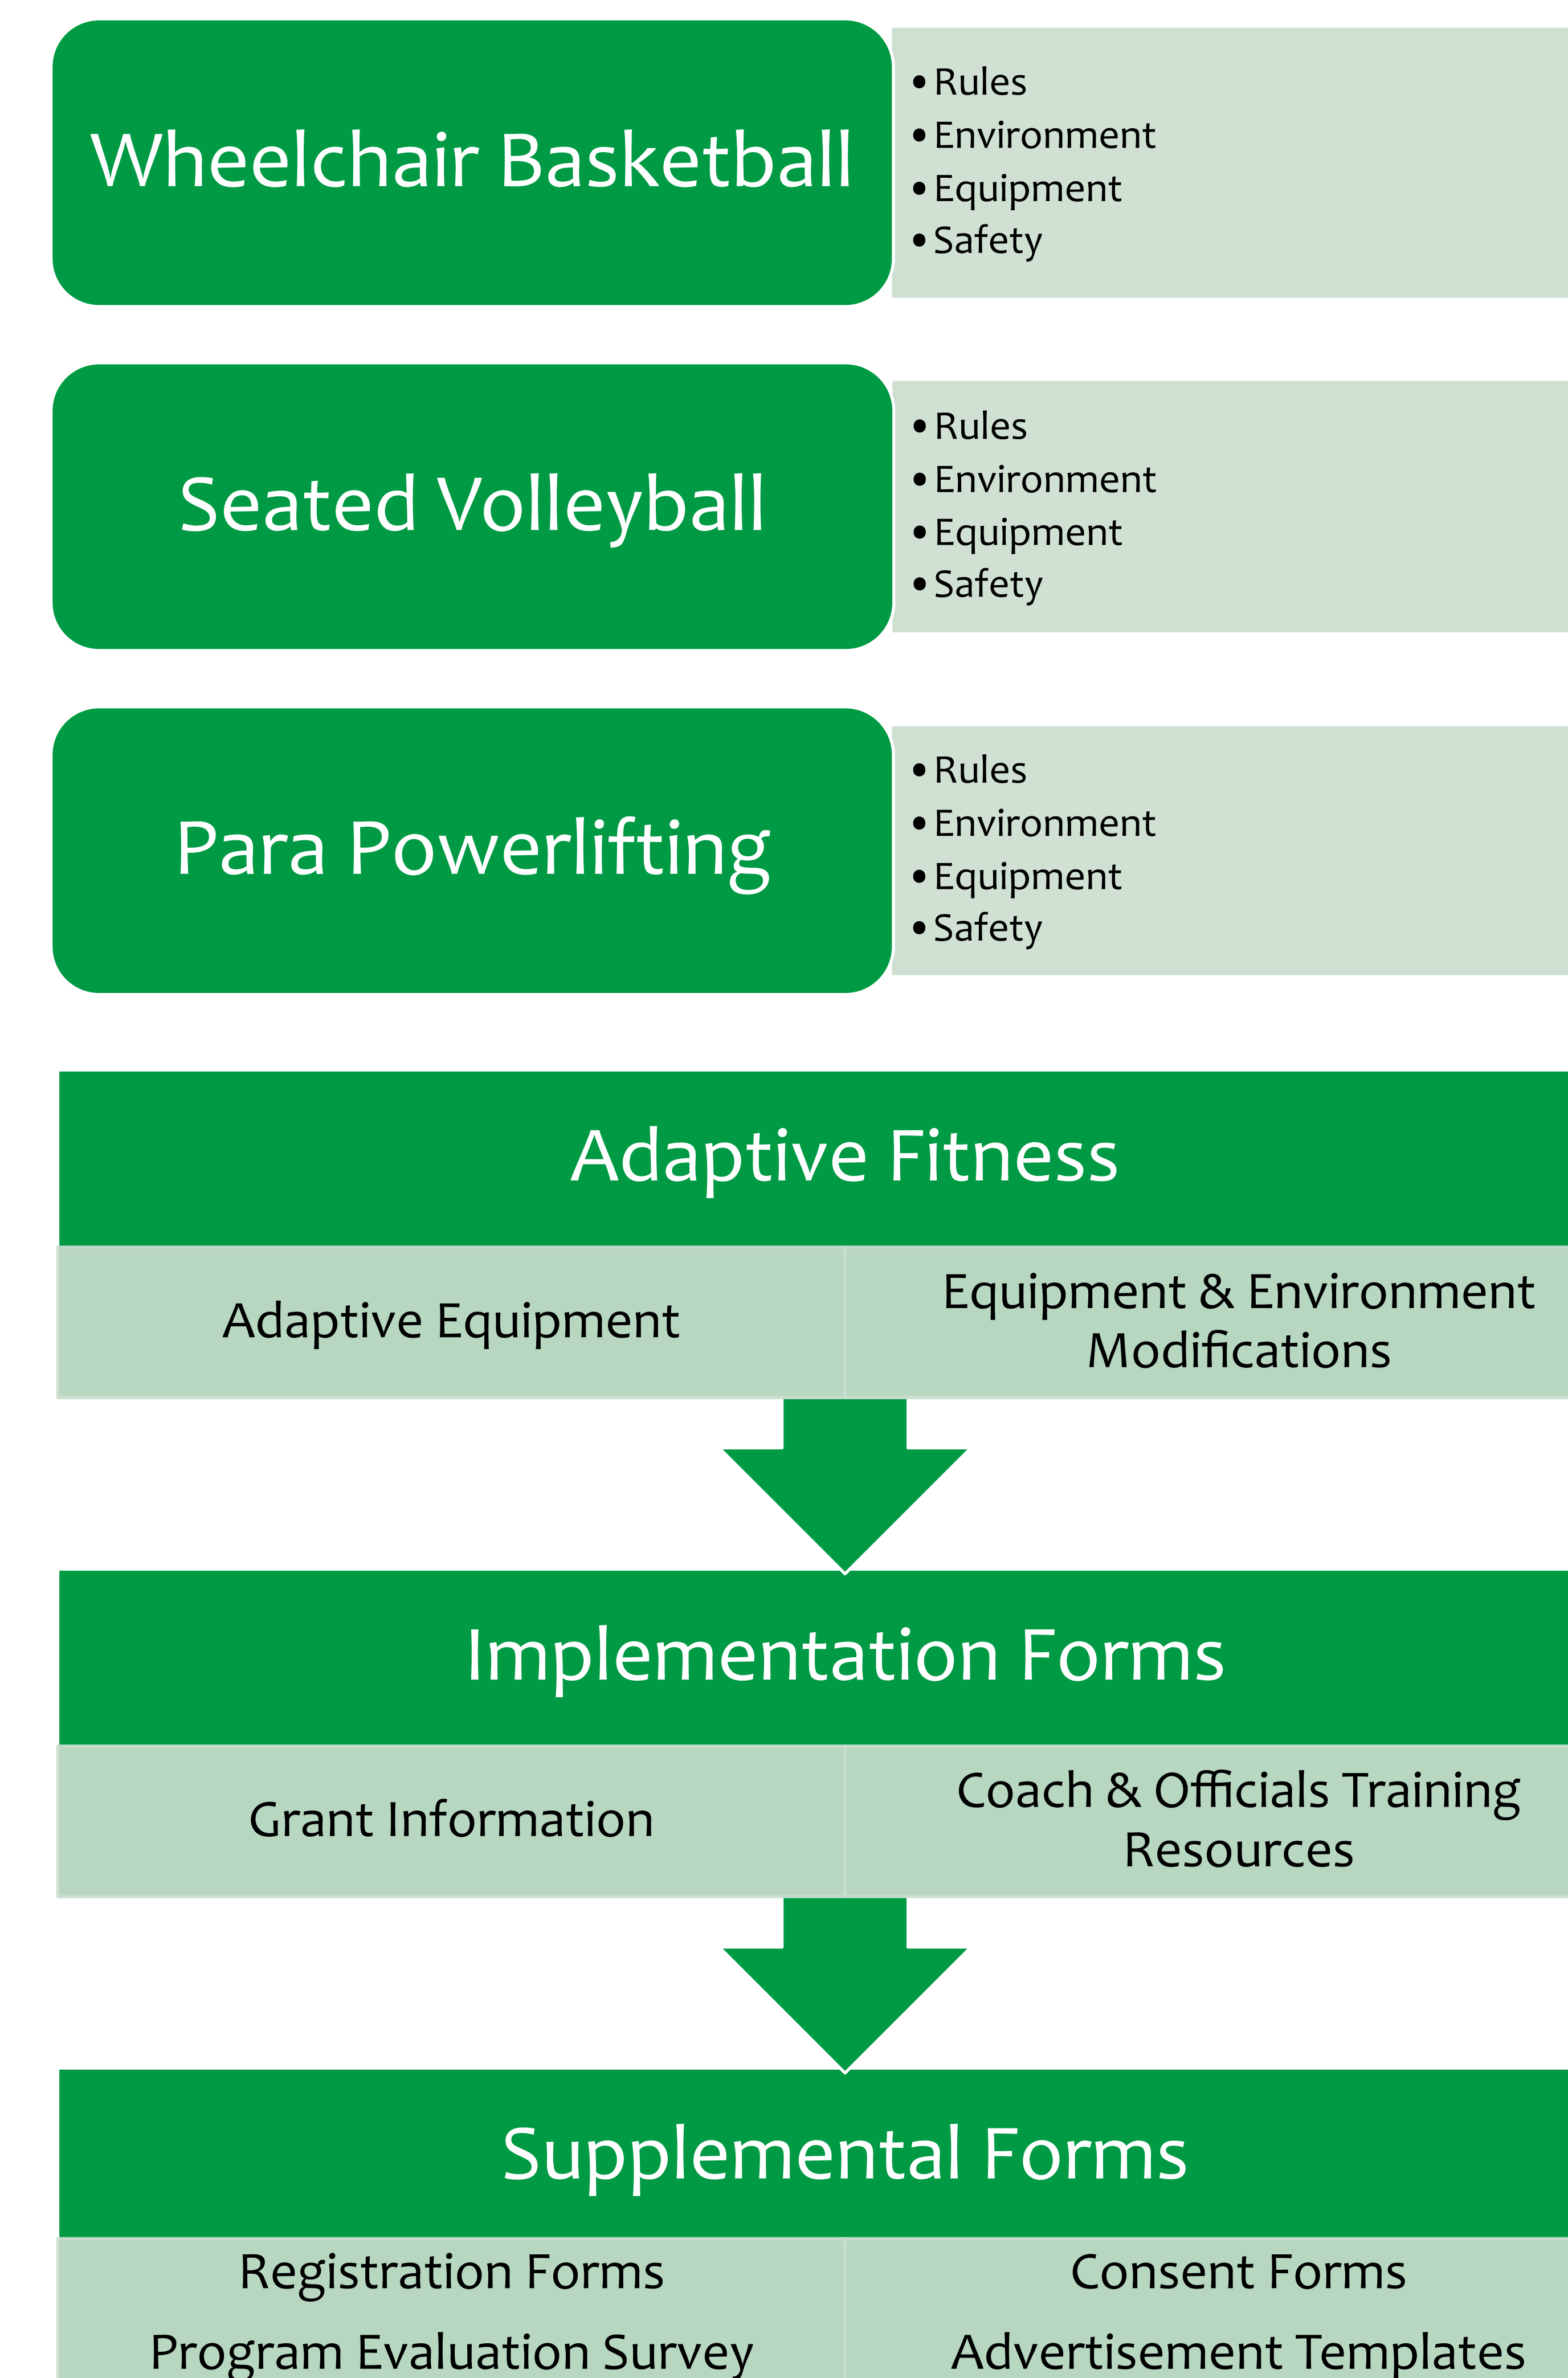 Wheelchair Basketball
• Rules
• Environment
• Equipment
• Safety
Seated Volleyball
• Rules
• Environment
• Equipment
• Safety
Para Powerlifting
• Rules
• Environment
• Equipment
• Safety
Adaptive Fitness
Adaptive Equipment
Equipment & Environment
Modifications
Implementation Forms
Grant Information
Coach & Officials Training
Resources
Supplemental Forms
Registration Forms
Program Evaluation Survey
Consent Forms
Advertisement Templates